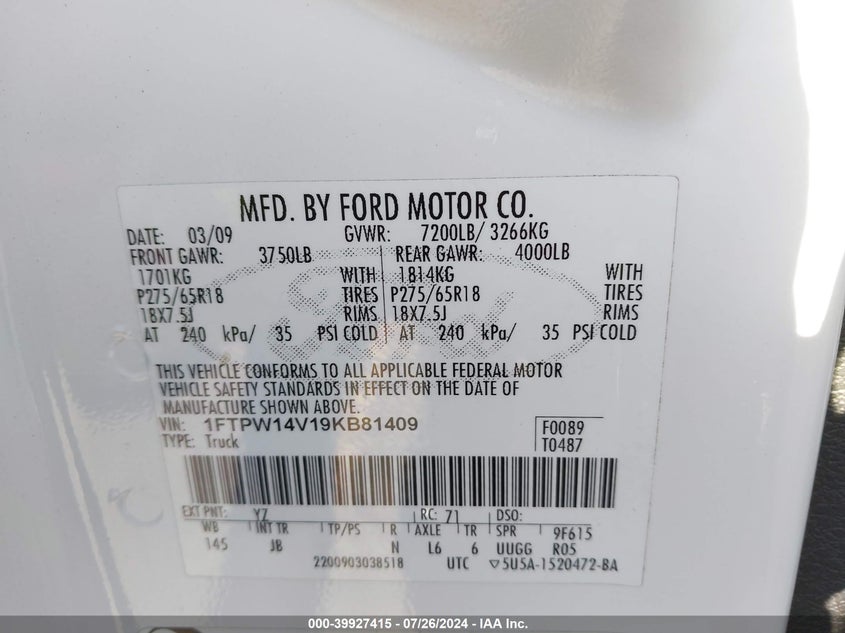 MFD. BY FORD MOTOR CO.
DATE: 03/09 GVWR: 7200LB/ 3266KG
FRONT GAWR: 3750LB REAR GAWR: 4000LB
1701KG WITH 1814KG WITH
P275/65R18 TIRES P275/65R18 TIRES
18X7.5J RIMS 18X7.5J RIMS
AT 240 kPa/ 35 PSI COLD AT 240 kPa/ 35 PSI COLD
THIS VEHICLE CONFORMS TO ALL APPLICABLE FEDERAL MOTOR
VEHICLE SAFETY STANDARDS IN EFFECT ON THE DATE OF
MANUFACTURE SHOWN ABOVE.
VIN: 1FTPW14V19KB81409 F0089
TYPE: Truck T0487
EXT PNT: YZ RC: 71 DSO:
WB INT TR TP/PS R AXLE TR SPR 9F615
145 JB N L6 6 UUGG R05
2200903038518 UTC ▽5U5A-1520472-BA
Ford
000-39927415 - 07/26/2024 - IAA Inc.